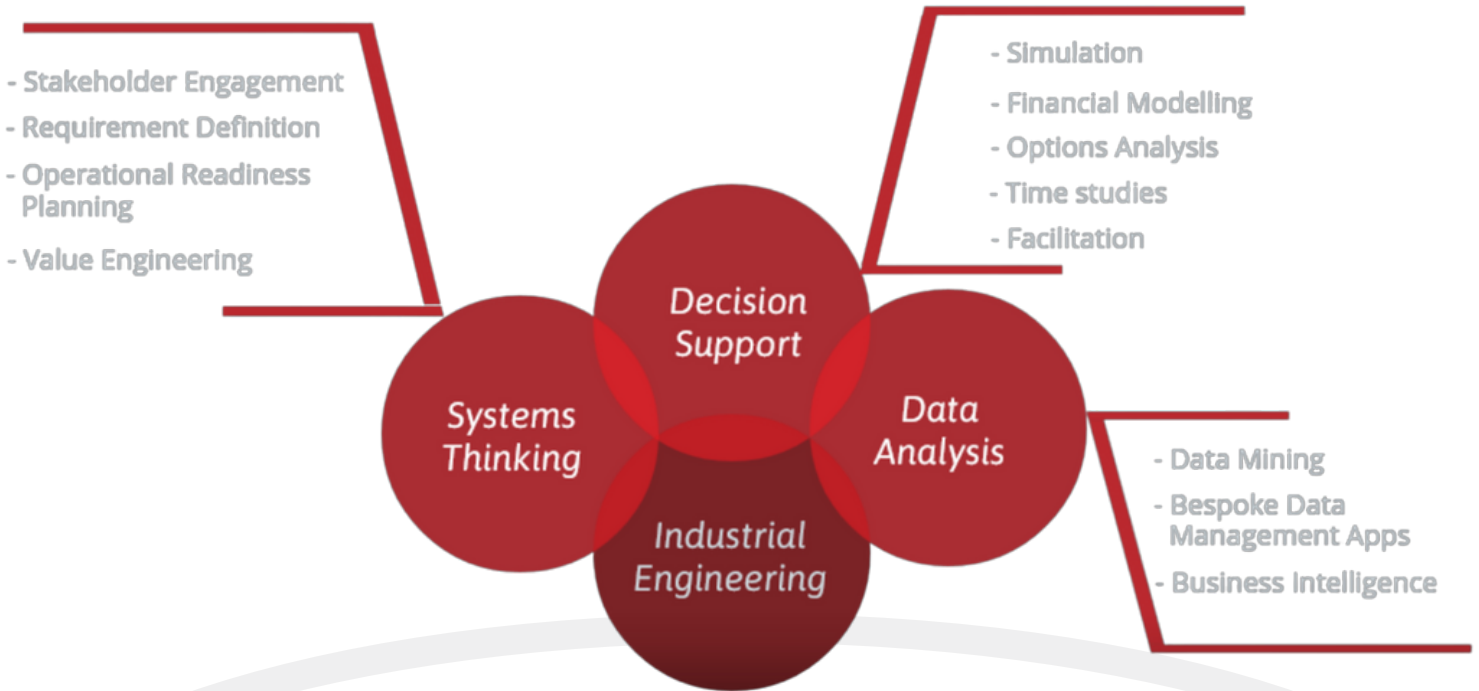 - Stakeholder Engagement
- Requirement Definition
- Operational Readiness
Planning
- Value Engineering
- Simulation
- Financial Modelling
- Options Analysis
- Time studies
- Facilitation
Decision
Support
Systems
Thinking
Data
Analysis
Industrial
Engineering
- Data Mining
- Bespoke Data
Management Apps
- Business Intelligence